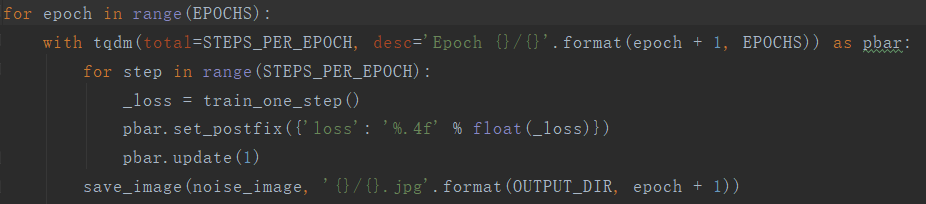 for epoch in range(EPOCHS):
    with tqdm(total=STEPS_PER_EPOCH, desc='Epoch {}/{}'.format(epoch + 1, EPOCHS)) as pbar:
        for step in range(STEPS_PER_EPOCH):
            _loss = train_one_step()
            pbar.set_postfix({'loss': '%.4f' % float(_loss)})
            pbar.update(1)
        save_image(noise_image, '{}/{}.jpg'.format(OUTPUT_DIR, epoch + 1))